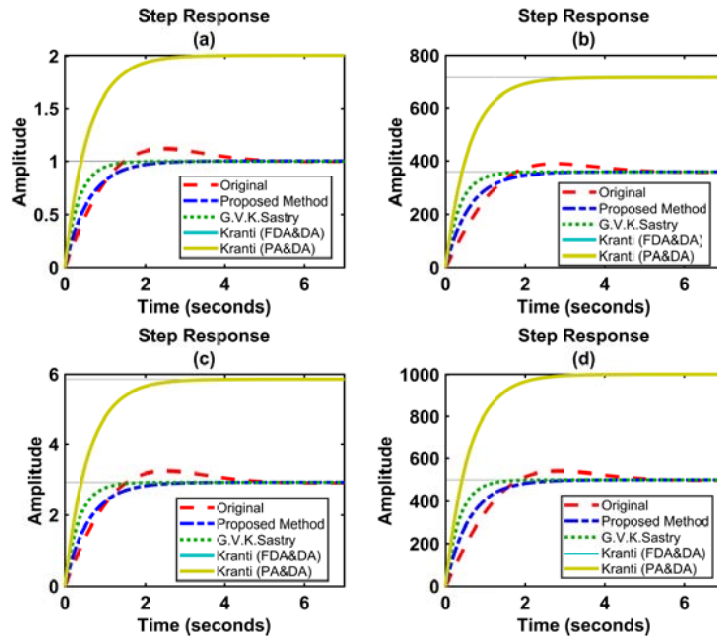 Step Response
(a)
Amplitude
2
1.5
1
0.5
0
0 2 4 6
Time (seconds)
Original
Proposed Method
G.V.K.Sastry
Kranti (FDA&DA)
Kranti (PA&DA)
Step Response
(b)
Amplitude
800
600
400
200
0
0 2 4 6
Time (seconds)
Original
Proposed Method
G.V.K.Sastry
Kranti (FDA&DA)
Kranti (PA&DA)
Step Response
(c)
Amplitude
6
4
2
0
0 2 4 6
Time (seconds)
Original
Proposed Method
G.V.K.Sastry
Kranti (FDA&DA)
Kranti (PA&DA)
Step Response
(d)
Amplitude
1000
800
600
400
200
0
0 2 4 6
Time (seconds)
Original
Proposed Method
G.V.K.Sastry
Kranti (FDA&DA)
Kranti (PA&DA)